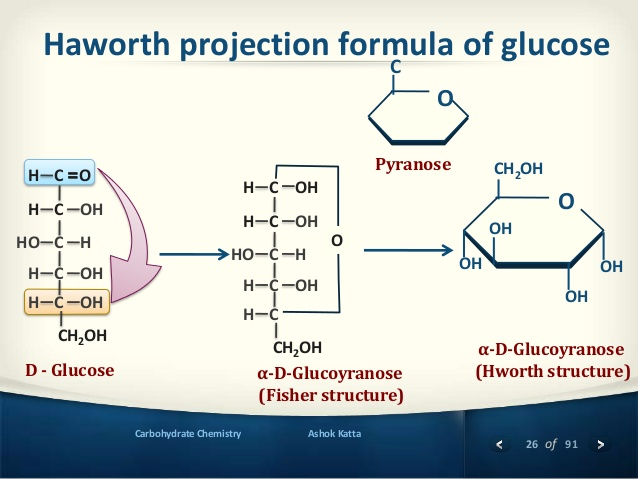 Haworth projection formula of glucose
C
O
Pyranose
H—C=O
H—C—OH
HO—C—H
H—C—OH
H—C—OH
CH₂OH
D - Glucose
H—C—OH
H—C—OH
HO—C—H
H—C—OH
H—C
CH₂OH
O
α-D-Glucoyranose
(Fisher structure)
CH₂OH
O
OH
OH
OH
OH
α-D-Glucoyranose
(Hworth structure)
Carbohydrate Chemistry
Ashok Katta
< 26 of 91 >